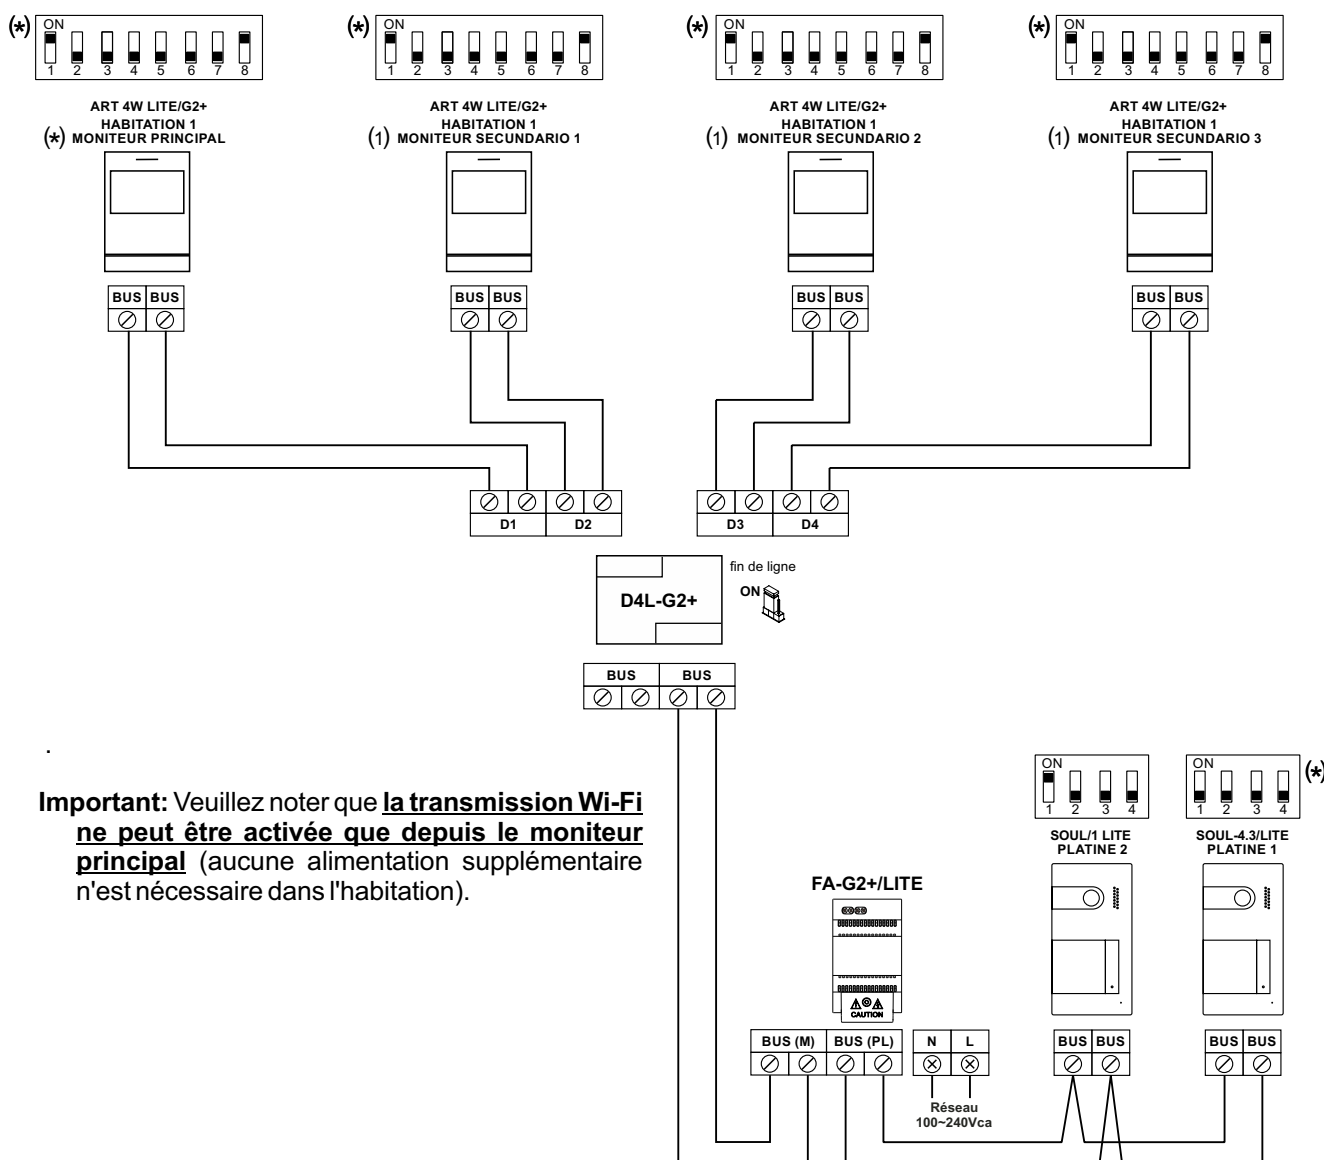 (*) ON (*) ON (*) ON (*) ON
1 2 3 4 5 6 7 8 1 2 3 4 5 6 7 8 1 2 3 4 5 6 7 8 1 2 3 4 5 6 7 8
ART 4W LITE/G2+ ART 4W LITE/G2+ ART 4W LITE/G2+ ART 4W LITE/G2+
HABITATION 1 HABITATION 1 HABITATION 1 HABITATION 1
(*) MONITEUR PRINCIPAL (1) MONITEUR SECUNDARIO 1 (1) MONITEUR SECUNDARIO 2 (1) MONITEUR SECUNDARIO 3
BUS BUS BUS BUS BUS BUS BUS BUS
D1 D2 D3 D4
fin de ligne
D4L-G2+ ON
BUS BUS
.
Important: Veuillez noter que la transmission Wi-Fi
ne peut être activée que depuis le moniteur
principal (aucune alimentation supplémentaire
n'est nécessaire dans l'habitation).
ON ON (*)
1 2 3 4 1 2 3 4
SOUL/1 LITE SOUL-4.3/LITE
PLATINE 2 PLATINE 1
FA-G2+/LITE
CAUTION
BUS (M) BUS (PL) N L BUS BUS BUS BUS
Réseau
100~240Vca